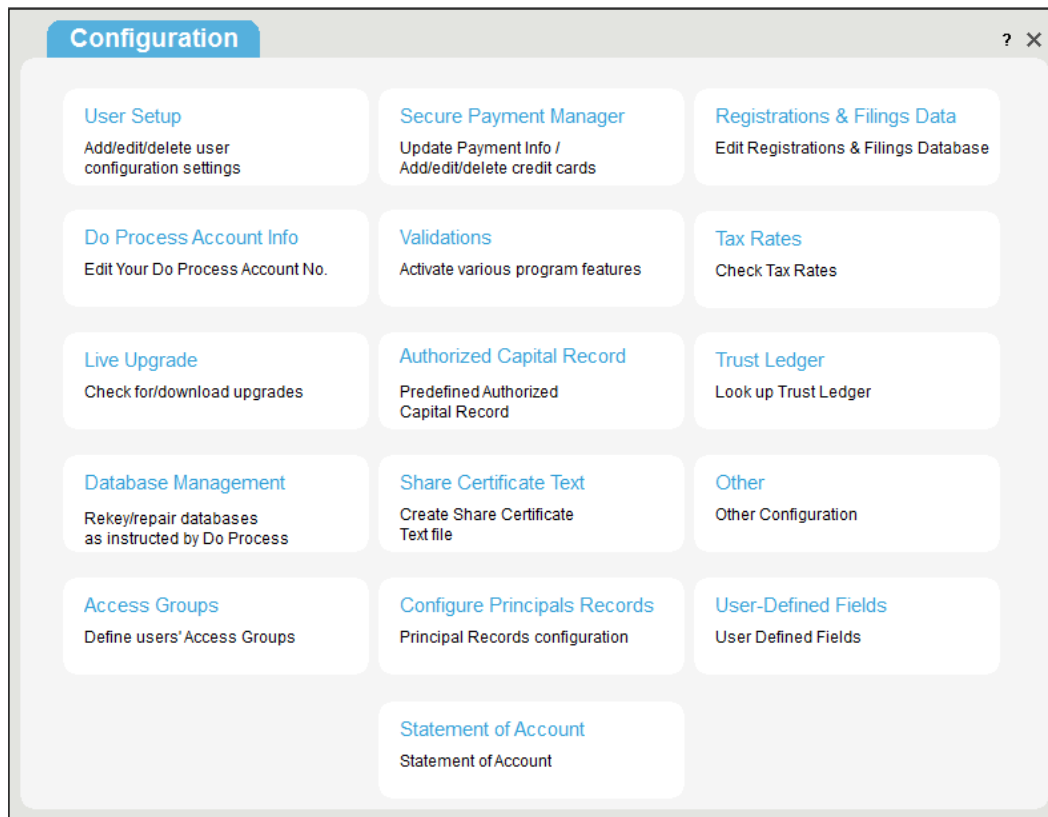 Configuration
?
User Setup
Add/edit/delete user
configuration settings
Secure Payment Manager
Update Payment Info /
Add/edit/delete credit cards
Registrations & Filings Data
Edit Registrations & Filings Database
Do Process Account Info
Edit Your Do Process Account No.
Validations
Activate various program features
Tax Rates
Check Tax Rates
Live Upgrade
Check for/download upgrades
Authorized Capital Record
Predefined Authorized
Capital Record
Trust Ledger
Look up Trust Ledger
Database Management
Rekey/repair databases
as instructed by Do Process
Share Certificate Text
Create Share Certificate
Text file
Other
Other Configuration
Access Groups
Define users' Access Groups
Configure Principals Records
Principal Records configuration
User-Defined Fields
User Defined Fields
Statement of Account
Statement of Account